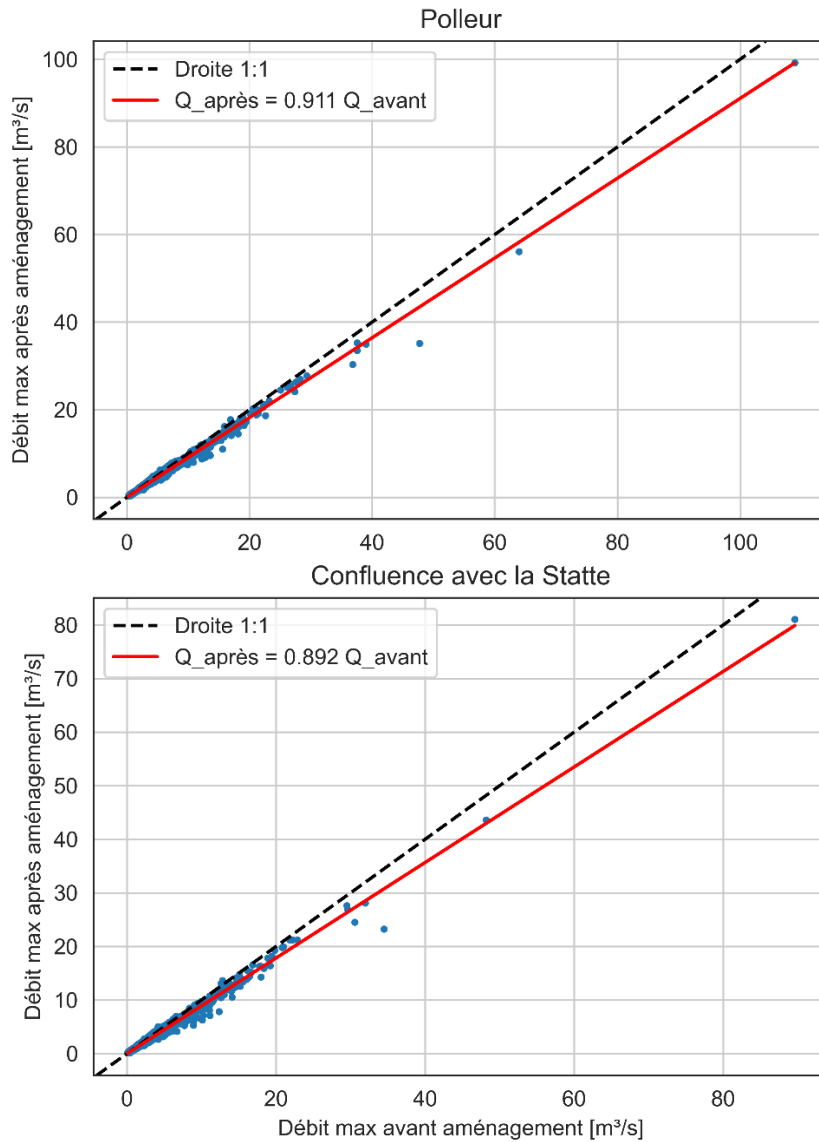 Polleur
Droite 1:1
Q_après = 0.911 Q_avant
Débit max après aménagement [m³/s]
100
80
60
40
20
0
0 20 40 60 80 100
Confluence avec la Statte
Droite 1:1
Q_après = 0.892 Q_avant
Débit max après aménagement [m³/s]
80
70
60
50
40
30
20
10
0
0 20 40 60 80
Débit max avant aménagement [m³/s]